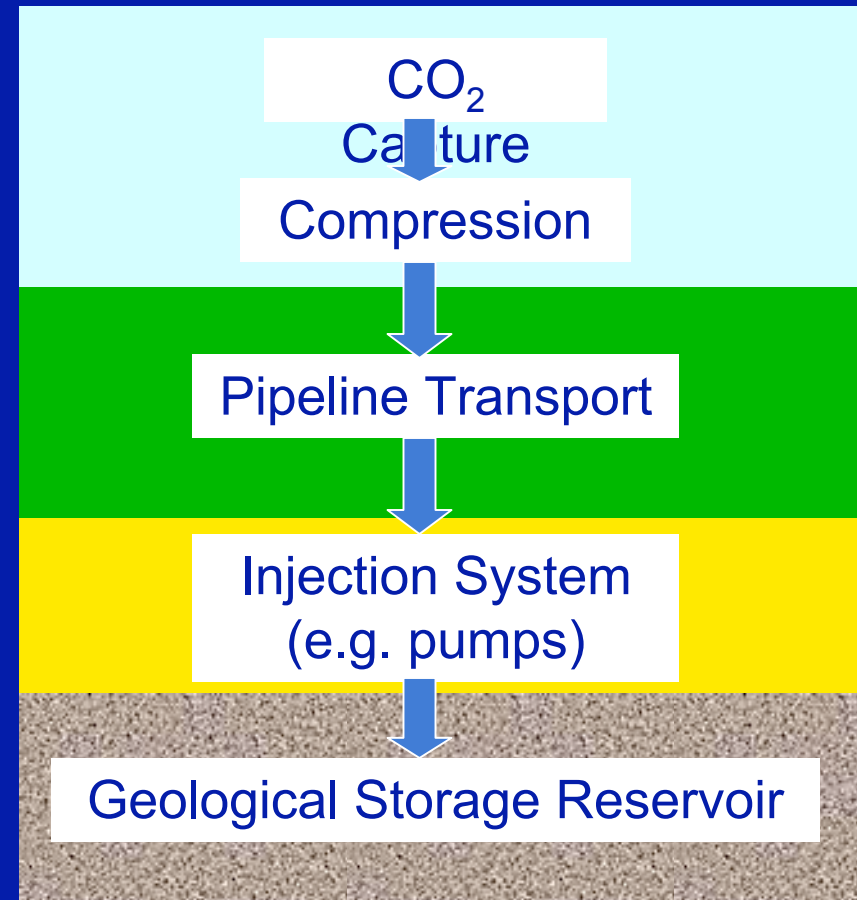 CO₂
Capture
Compression
Pipeline Transport
Injection System
(e.g. pumps)
Geological Storage Reservoir